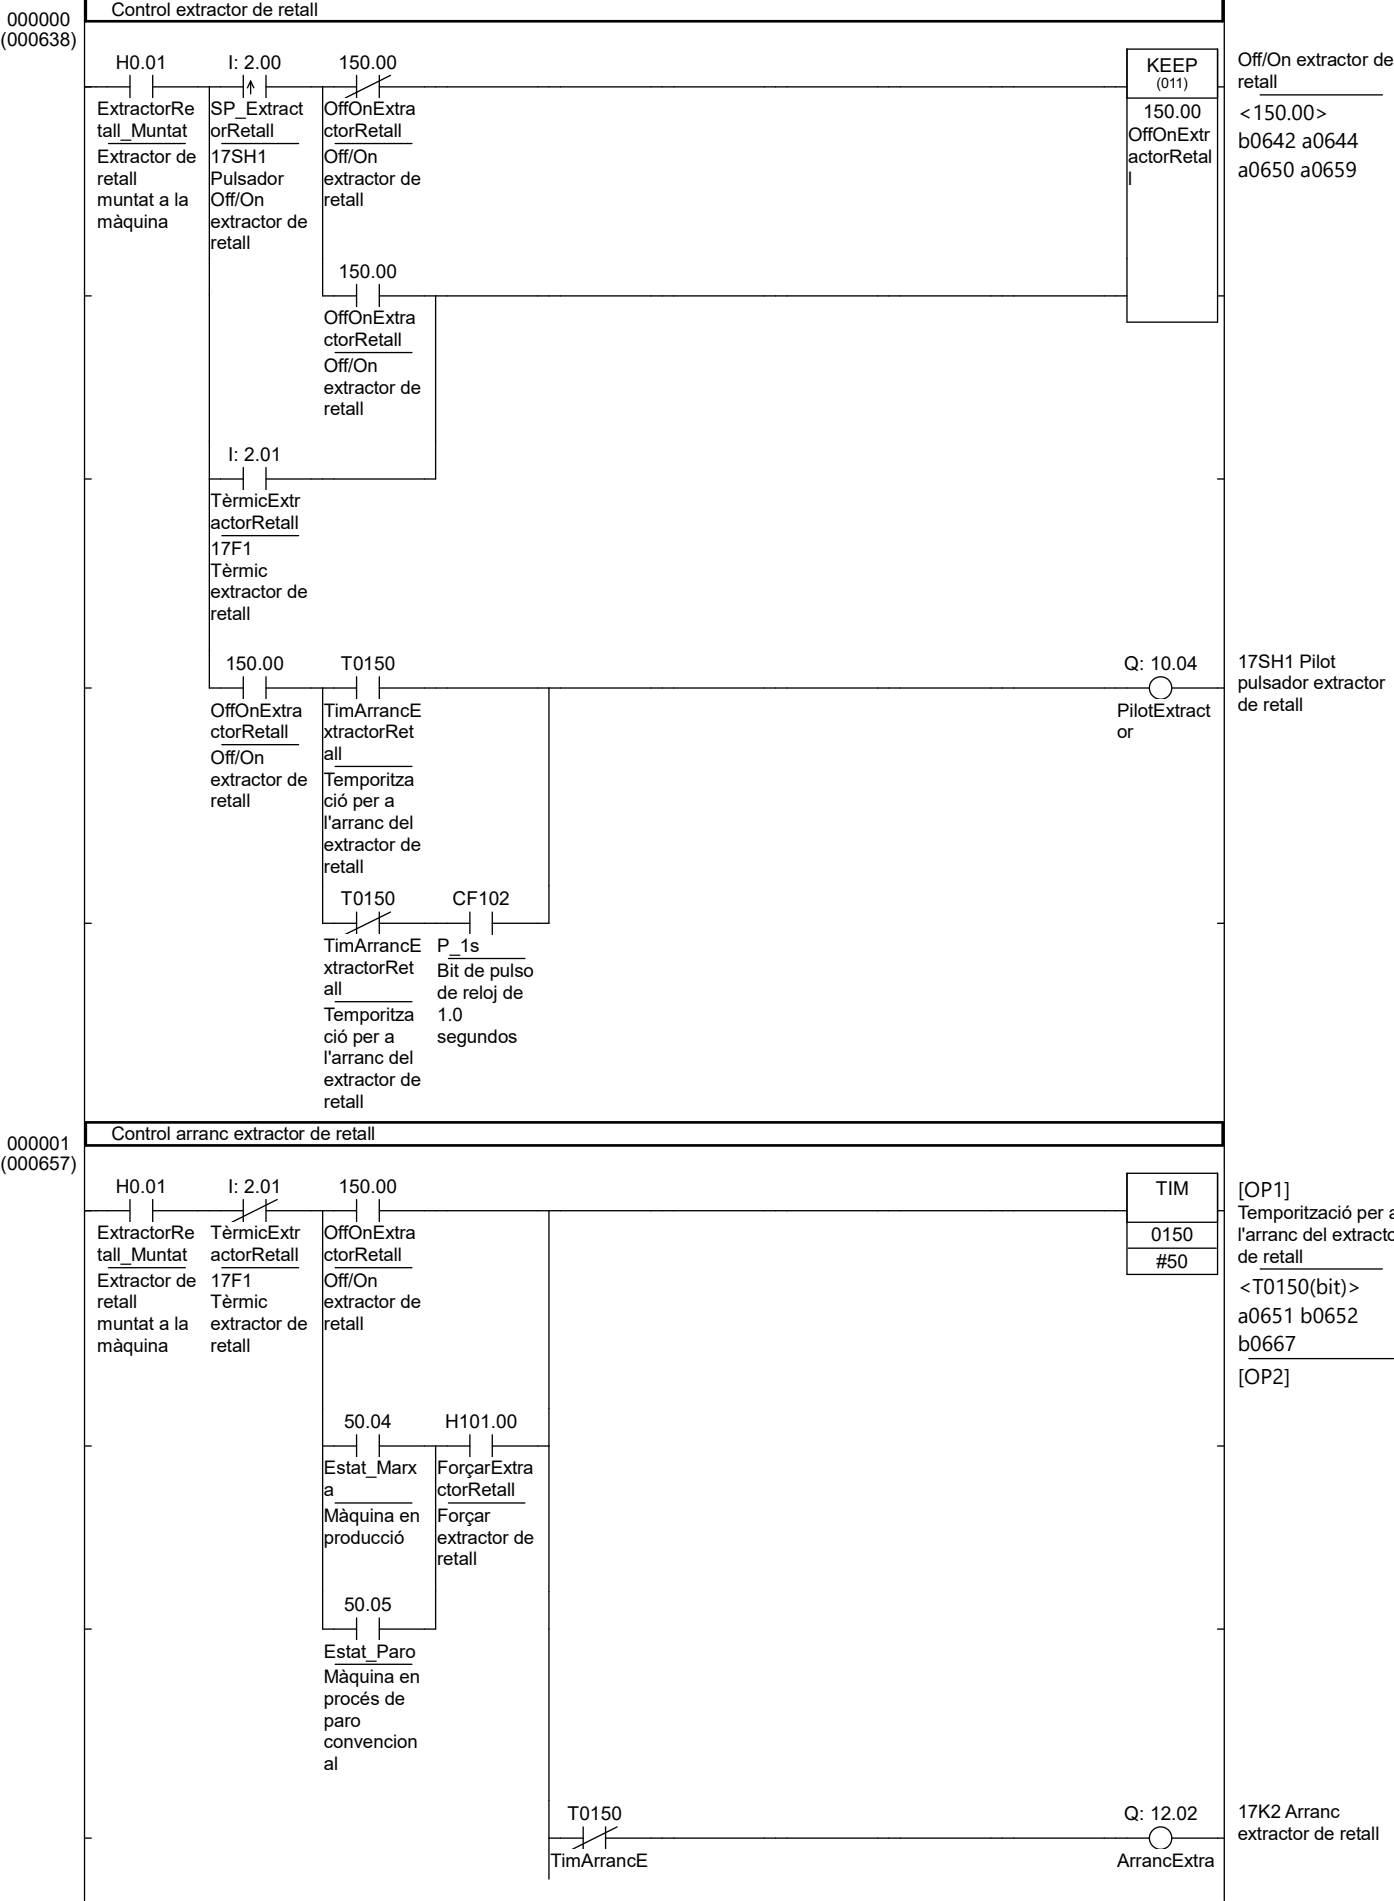 Control extractor de retall
000000
(000638)
H0.01
ExtractorRe
tall_Muntat
Extractor de
retall
muntat a la
màquina
I: 2.00
SP_Extract
orRetall
17SH1
Pulsador
Off/On
extractor de
retall
150.00
OffOnExtra
ctorRetall
Off/On
extractor de
retall
KEEP
(011)
150.00
OffOnExtr
actorRetal
l
Off/On extractor de
retall
<150.00>
b0642 a0644
a0650 a0659
150.00
OffOnExtra
ctorRetall
Off/On
extractor de
retall
I: 2.01
TèrmicExtr
actorRetall
17F1
Tèrmic
extractor de
retall
150.00
OffOnExtra
ctorRetall
Off/On
extractor de
retall
T0150
TimArrancE
xtractorRet
all
Temporitza
ció per a
l'arranc del
extractor de
retall
Q: 10.04
PilotExtract
or
17SH1 Pilot
pulsador extractor
de retall
T0150
TimArrancE
xtractorRet
all
Temporitza
ció per a
l'arranc del
extractor de
retall
CF102
P_1s
Bit de pulso
de reloj de
1.0
segundos
Control arranc extractor de retall
000001
(000657)
H0.01
ExtractorRe
tall_Muntat
Extractor de
retall
muntat a la
màquina
I: 2.01
TèrmicExtr
actorRetall
17F1
Tèrmic
extractor de
retall
150.00
OffOnExtra
ctorRetall
Off/On
extractor de
retall
TIM
0150
#50
[OP1]
Temporització per a
l'arranc del extracto
de retall
<T0150(bit)>
a0651 b0652
b0667
[OP2]
50.04
Estat_Marx
a
Màquina en
producció
H101.00
ForçarExtra
ctorRetall
Forçar
extractor de
retall
50.05
Estat_Paro
Màquina en
procés de
paro
convencion
al
T0150
TimArrancE
Q: 12.02
ArrancExtra
17K2 Arranc
extractor de retall